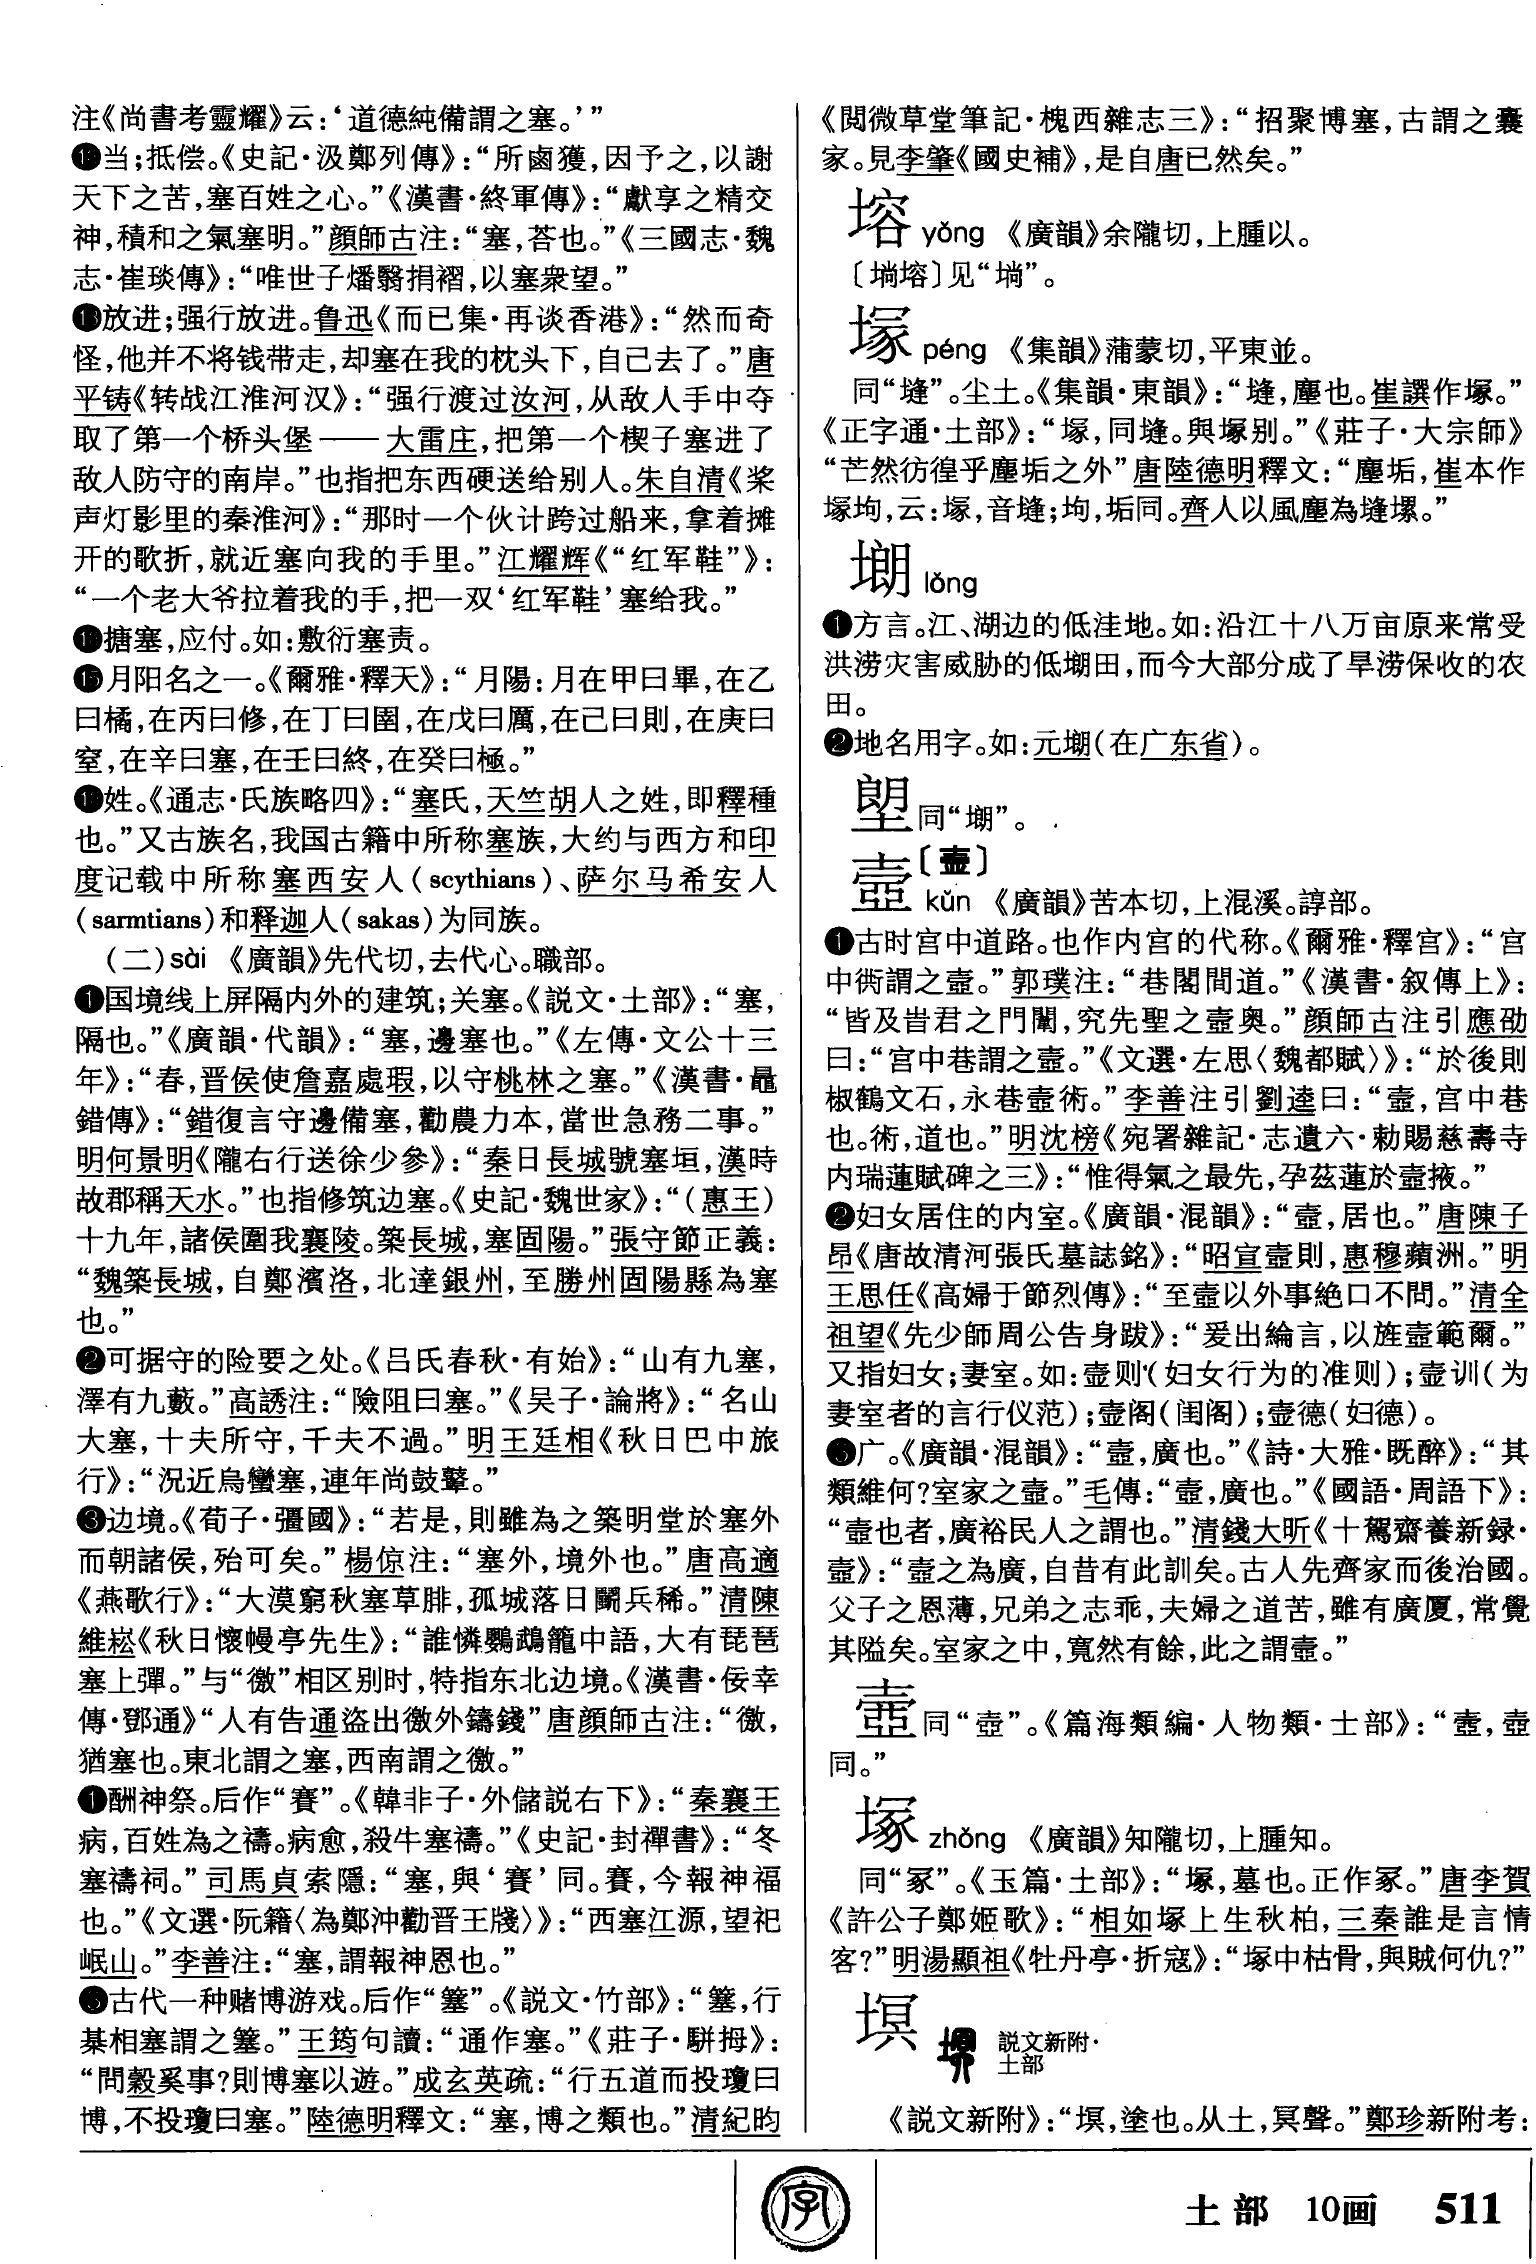 注《尚書考靈耀》云：‘道德純備謂之塞。’”
⓬当；抵偿。《史記·汲鄭列傳》：“所鹵獲，因予之，以謝
天下之苦，塞百姓之心。”《漢書·終軍傳》：“獻享之精交
神，積和之氣塞明。”顔師古注：“塞，荅也。”《三國志·魏
志·崔琰傳》：“唯世子燔翳捐褶，以塞衆望。”
⓭放进；强行放进。鲁迅《而已集·再谈香港》：“然而奇
怪，他并不将钱带走，却塞在我的枕头下，自己去了。”唐
平铸《转战江淮河汉》：“强行渡过汝河，从敌人手中夺
取了第一个桥头堡——大雷庄，把第一个楔子塞进了
敌人防守的南岸。”也指把东西硬送给别人。朱自清《桨
声灯影里的秦淮河》：“那时一个伙计跨过船来，拿着摊
开的歌折，就近塞向我的手里。”江耀辉《“红军鞋”》：
“一个老大爷拉着我的手，把一双‘红军鞋’塞给我。”
⓮搪塞，应付。如：敷衍塞责。
⓯月阳名之一。《爾雅·釋天》：“月陽：月在甲曰畢，在乙
曰橘，在丙曰修，在丁曰圉，在戊曰厲，在己曰則，在庚曰
窒，在辛曰塞，在壬曰終，在癸曰極。”
⓰姓。《通志·氏族略四》：“塞氏，天竺胡人之姓，即釋種
也。”又古族名，我国古籍中所称塞族，大约与西方和印
度记载中所称塞西安人（scythians）、萨尔马希安人
（sarmtians）和释迦人（sakas）为同族。
（二）sài 《廣韻》先代切，去代心。職部。
❶国境线上屏隔内外的建筑；关塞。《説文·土部》：“塞，
隔也。”《廣韻·代韻》：“塞，邊塞也。”《左傳·文公十三
年》：“春，晋侯使詹嘉處瑕，以守桃林之塞。”《漢書·鼂
錯傳》：“錯復言守邊備塞，勸農力本，當世急務二事。”
明何景明《隴右行送徐少參》：“秦日長城號塞垣，漢時
故郡稱天水。”也指修筑边塞。《史記·魏世家》：“（惠王）
十九年，諸侯圍我襄陵。築長城，塞固陽。”張守節正義：
“魏築長城，自鄭濱洛，北達銀州，至勝州固陽縣為塞
也。”
❷可据守的险要之处。《吕氏春秋·有始》：“山有九塞，
澤有九藪。”高誘注：“險阻曰塞。”《吴子·論將》：“名山
大塞，十夫所守，千夫不過。”明王廷相《秋日巴中旅
行》：“況近烏蠻塞，連年尚鼓鼙。”
❸边境。《荀子·彊國》：“若是，則雖為之築明堂於塞外
而朝諸侯，殆可矣。”楊倞注：“塞外，境外也。”唐高適
《燕歌行》：“大漠窮秋塞草腓，孤城落日鬭兵稀。”清陳
維崧《秋日懷幔亭先生》：“誰憐鸚鵡籠中語，大有琵琶
塞上彈。”与“徼”相区别时，特指东北边境。《漢書·佞幸
傳·鄧通》“人有告通盗出徼外鑄錢”唐顔師古注：“徼，
猶塞也。東北謂之塞，西南謂之徼。”
❹酬神祭。后作“賽”。《韓非子·外儲説右下》：“秦襄王
病，百姓為之禱。病愈，殺牛塞禱。”《史記·封禪書》：“冬
塞禱祠。”司馬貞索隱：“塞，與‘賽’同。賽，今報神福
也。”《文選·阮籍〈為鄭沖勸晋王牋〉》：“西塞江源，望祀
岷山。”李善注：“塞，謂報神恩也。”
❺古代一种赌博游戏。后作“簺”。《説文·竹部》：“簺，行
棊相塞謂之簺。”王筠句讀：“通作塞。”《莊子·駢拇》：
“問穀奚事？則博塞以遊。”成玄英疏：“行五道而投瓊曰
博，不投瓊曰塞。”陸德明釋文：“塞，博之類也。”清紀昀
《閲微草堂筆記·槐西雜志三》：“招聚博塞，古謂之囊
家。見李肇《國史補》，是自唐已然矣。”
塎 yǒng 《廣韻》余隴切，上腫以。
〔塕塎〕见“塕”。
塚 péng 《集韻》蒲蒙切，平東並。
同“塳”。尘土。《集韻·東韻》：“塳，塵也。崔譔作塚。”
《正字通·土部》：“塚，同塳。與塚别。”《莊子·大宗師》
“芒然彷徨乎塵垢之外”唐陸德明釋文：“塵垢，崔本作
塚坸，云：塚，音塳；坸，垢同。齊人以風塵為塳堁。”
塱 lǒng
❶方言。江、湖边的低洼地。如：沿江十八万亩原来常受
洪涝灾害威胁的低塱田，而今大部分成了旱涝保收的农
田。
❷地名用字。如：元塱（在广东省）。
塱同“塱”。
壼〔壸〕
kǔn 《廣韻》苦本切，上混溪。諄部。
❶古时宫中道路。也作内宫的代称。《爾雅·釋宫》：“宫
中衖謂之壼。”郭璞注：“巷閤間道。”《漢書·叙傳上》：
“皆及旹君之門闈，究先聖之壼奥。”顔師古注引應劭
曰：“宫中巷謂之壼。”《文選·左思〈魏都賦〉》：“於後則
椒鶴文石，永巷壼術。”李善注引劉逵曰：“壼，宫中巷
也。術，道也。”明沈榜《宛署雜記·志遺六·勅賜慈壽寺
内瑞蓮賦碑之三》：“惟得氣之最先，孕茲蓮於壼掖。”
❷妇女居住的内室。《廣韻·混韻》：“壼，居也。”唐陳子
昂《唐故清河張氏墓誌銘》：“昭宣壼則，惠穆蘋洲。”明
王思任《高婦于節烈傳》：“至壼以外事絶口不問。”清全
祖望《先少師周公告身跋》：“爰出綸言，以旌壼範爾。”
又指妇女；妻室。如：壸则（妇女行为的准则）；壸训（为
妻室者的言行仪范）；壸阁（闺阁）；壸德（妇德）。
❸广。《廣韻·混韻》：“壼，廣也。”《詩·大雅·既醉》：“其
類維何？室家之壼。”毛傳：“壼，廣也。”《國語·周語下》：
“壼也者，廣裕民人之謂也。”清錢大昕《十駕齋養新録·
壼》：“壼之為廣，自昔有此訓矣。古人先齊家而後治國。
父子之恩薄，兄弟之志乖，夫婦之道苦，雖有廣厦，常覺
其隘矣。室家之中，寬然有餘，此之謂壼。”
同“壼”。《篇海類編·人物類·士部》：“壼，壼
同。”
塚 zhǒng 《廣韻》知隴切，上腫知。
同“冢”。《玉篇·土部》：“塚，墓也。正作冢。”唐李賀
《許公子鄭姬歌》：“相如塚上生秋柏，三秦誰是言情
客？”明湯顯祖《牡丹亭·折寇》：“塚中枯骨，與賊何仇？”
塓 説文新附·
土部
《説文新附》：“塓，塗也。从土，冥聲。”鄭珍新附考：
字
土部 10画 511